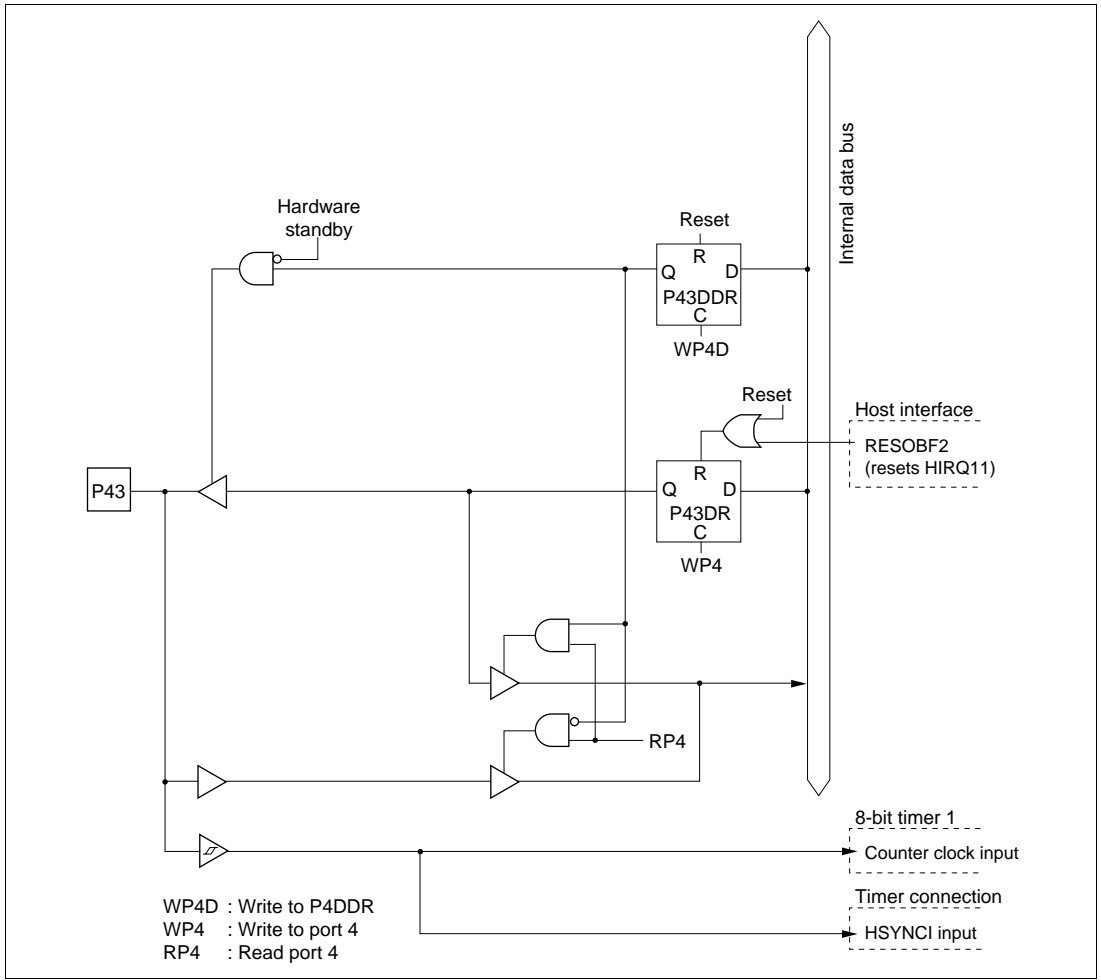 Internal data bus
Hardware
standby
Reset
R
Q
D
P43DDR
C
WP4D
Reset
Host interface
RESOBF2
(resets HIRQ11)
P43
R
Q
D
P43DR
C
WP4
RP4
8-bit timer 1
Counter clock input
Timer connection
HSYNCI input
WP4D : Write to P4DDR
WP4 : Write to port 4
RP4 : Read port 4